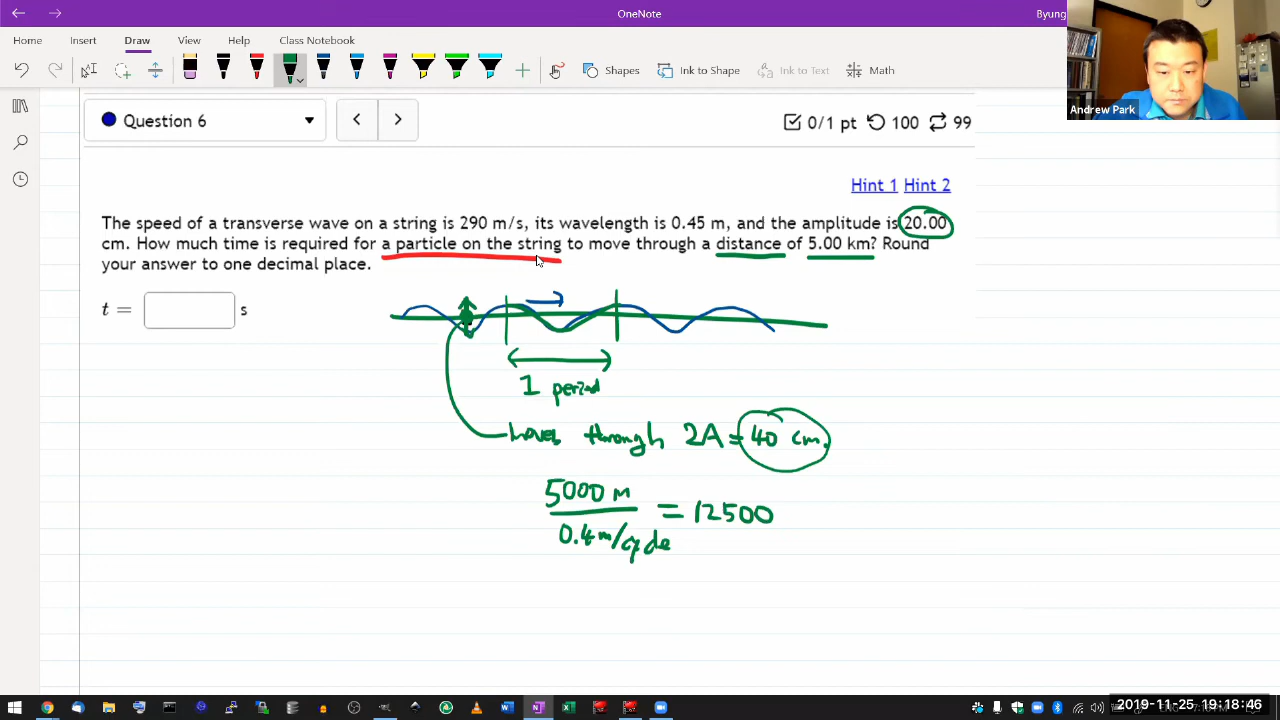 OneNote
Byung
Home Insert Draw View Help Class Notebook
Shapes Ink to Shape Ink to Text Math
Andrew Park
Question 6
0/1 pt 100 99
Hint 1 Hint 2
The speed of a transverse wave on a string is 290 m/s, its wavelength is 0.45 m, and the amplitude is 20.00
cm. How much time is required for a particle on the string to move through a distance of 5.00 km? Round
your answer to one decimal place.
t = s
1 period
through 2A = 40 cm.
5000 m
= 12500
0.4 m/cycle
2019-11-25 19:18:46